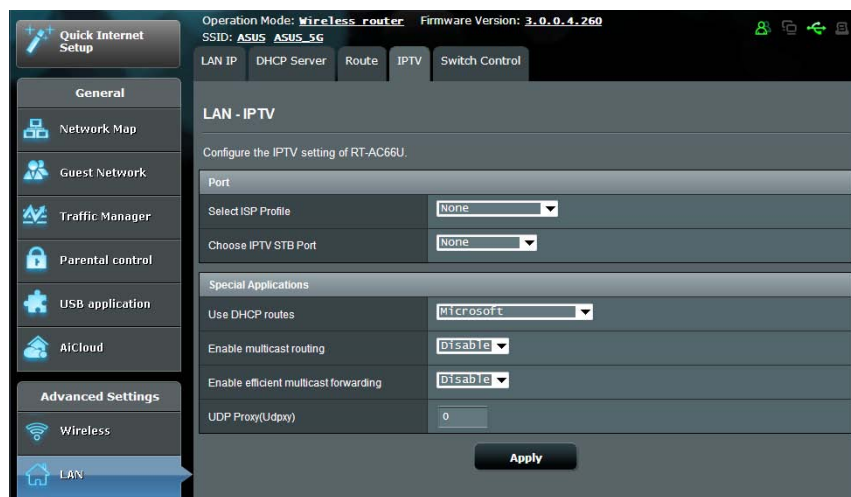 Quick Internet
Setup
General
Network Map
Guest Network
Traffic Manager
Parental control
USB application
AiCloud
Advanced Settings
Wireless
LAN
Operation Mode: Wireless router Firmware Version: 3.0.0.4.260
SSID: ASUS ASUS_5G
LAN IP DHCP Server Route IPTV Switch Control
LAN - IPTV
Configure the IPTV setting of RT-AC66U.
Port
Select ISP Profile None
Choose IPTV STB Port None
Special Applications
Use DHCP routes Microsoft
Enable multicast routing Disable
Enable efficient multicast forwarding Disable
UDP Proxy(Udpxy) 0
Apply